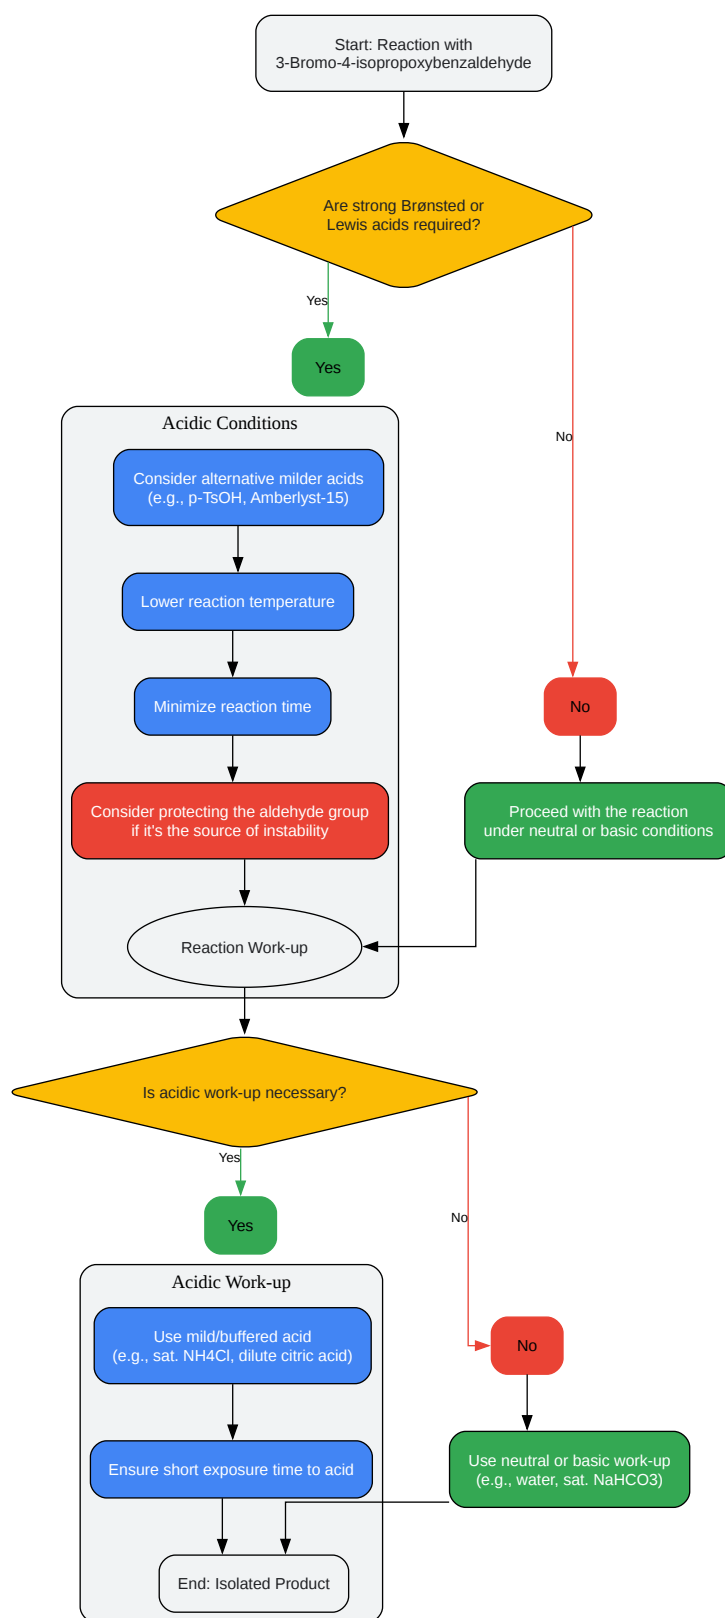 Start: Reaction with
3-Bromo-4-isopropoxybenzaldehyde
Are strong Brønsted or
Lewis acids required?
Yes
Yes
No
Acidic Conditions
Consider alternative milder acids
(e.g., p-TsOH, Amberlyst-15)
Lower reaction temperature
Minimize reaction time
No
Consider protecting the aldehyde group
if it's the source of instability
Proceed with the reaction
under neutral or basic conditions
Reaction Work-up
Is acidic work-up necessary?
Yes
Yes
No
Acidic Work-up
Use mild/buffered acid
(e.g., sat. NH4Cl, dilute citric acid)
No
Ensure short exposure time to acid
Use neutral or basic work-up
(e.g., water, sat. NaHCO3)
End: Isolated Product